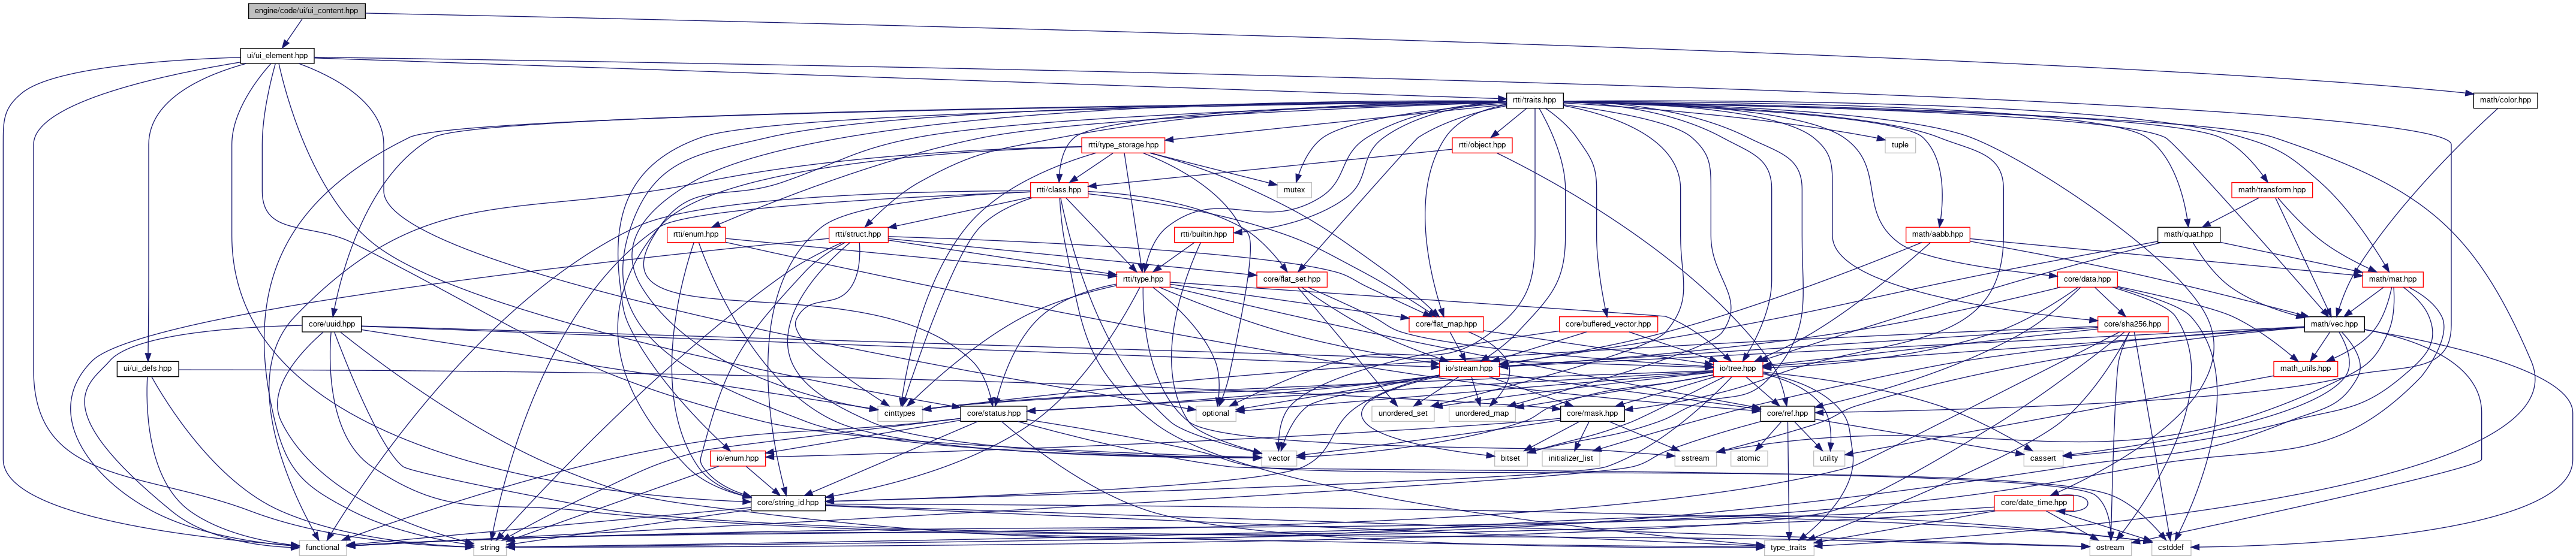 engine/code/ui/ui_content.hpp
ui/ui_element.hpp
rtti/traits.hpp
math/color.hpp
rtti/type_storage.hpp
rtti/object.hpp
tuple
rtti/class.hpp
mutex
math/transform.hpp
rtti/enum.hpp
rtti/struct.hpp
rtti/builtin.hpp
math/aabb.hpp
math/quat.hpp
rtti/type.hpp
core/flat_set.hpp
core/data.hpp
math/mat.hpp
core/uuid.hpp
core/flat_map.hpp
core/buffered_vector.hpp
core/sha256.hpp
math/vec.hpp
ui/ui_defs.hpp
io/stream.hpp
io/tree.hpp
math_utils.hpp
cinttypes
core/status.hpp
optional
unordered_set
unordered_map
core/mask.hpp
core/ref.hpp
io/enum.hpp
vector
bitset
initializer_list
sstream
atomic
utility
cassert
core/string_id.hpp
core/date_time.hpp
functional
string
type_traits
ostream
cstddef